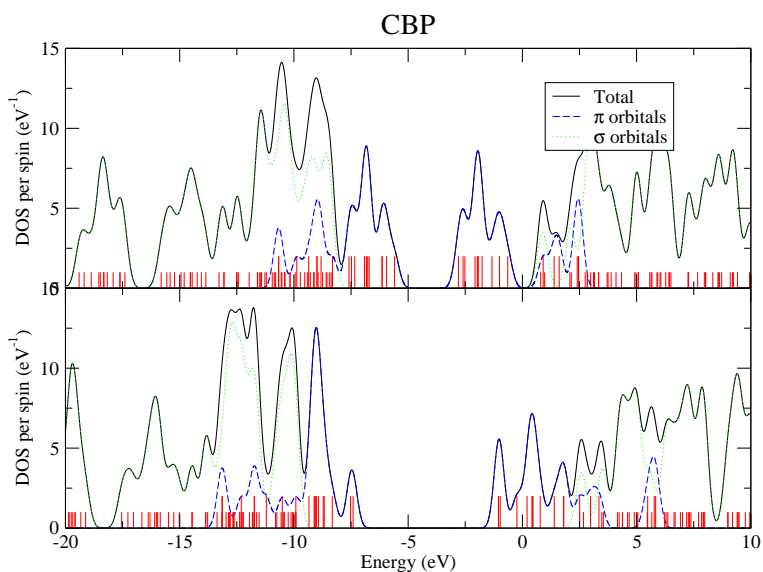 CBP
15
10
5
0
DOS per spin (eV-1)
Total
π orbitals
σ orbitals
15
10
5
0
DOS per spin (eV-1)
-20 -15 -10 -5 0 5 10
Energy (eV)